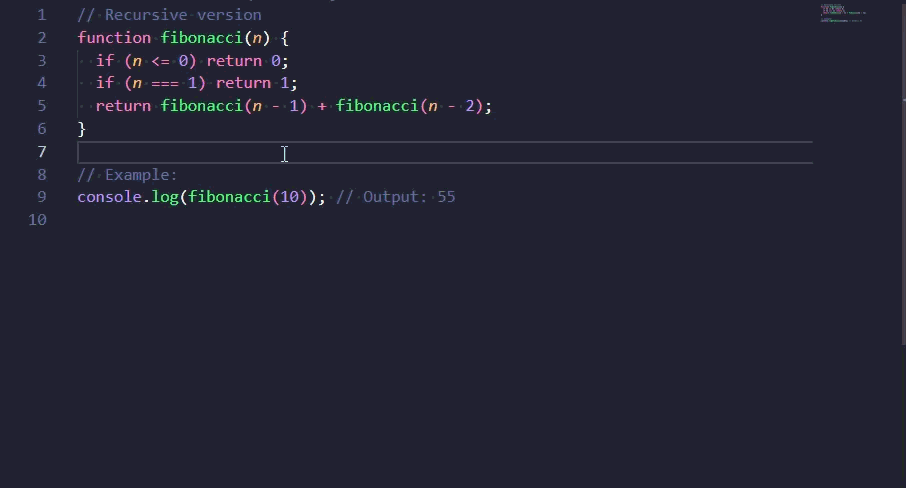 1 // Recursive version
2 function fibonacci(n) {
3   if (n <= 0) return 0;
4   if (n === 1) return 1;
5   return fibonacci(n - 1) + fibonacci(n - 2);
6 }
7
8 // Example:
9 console.log(fibonacci(10)); // Output: 55
10